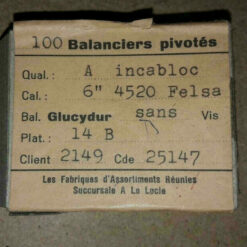 100 Balanciers pivotés
Qual.: A incabloc
Cal.: 6" 4520 Felsa
Bal. Glucydur sans Vis
Plat.: 14 B
Client 2149 Cde 25147
Les Fabriques d'Assortiments Réunies
Succursale A Le Locle